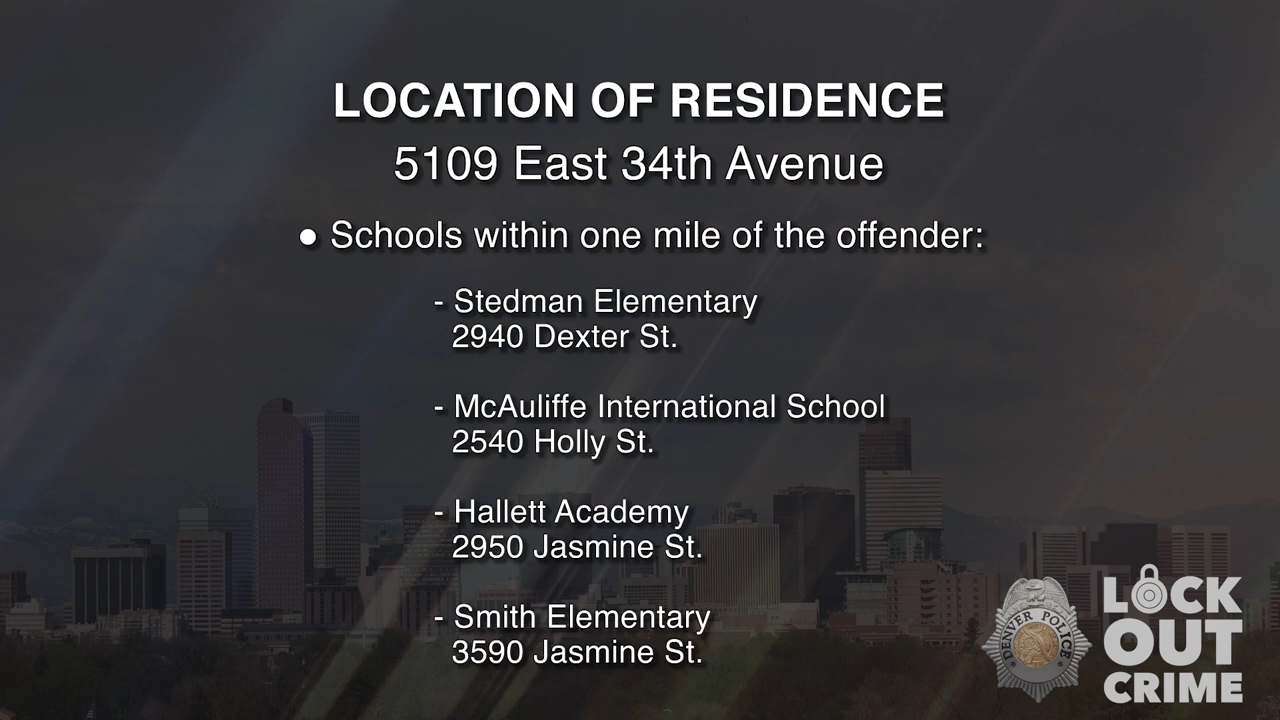 LOCATION OF RESIDENCE
5109 East 34th Avenue
● Schools within one mile of the offender:
- Stedman Elementary
2940 Dexter St.
- McAuliffe International School
2540 Holly St.
- Hallett Academy
2950 Jasmine St.
- Smith Elementary
3590 Jasmine St.
DENVER POLICE
LOCK
OUT
CRIME